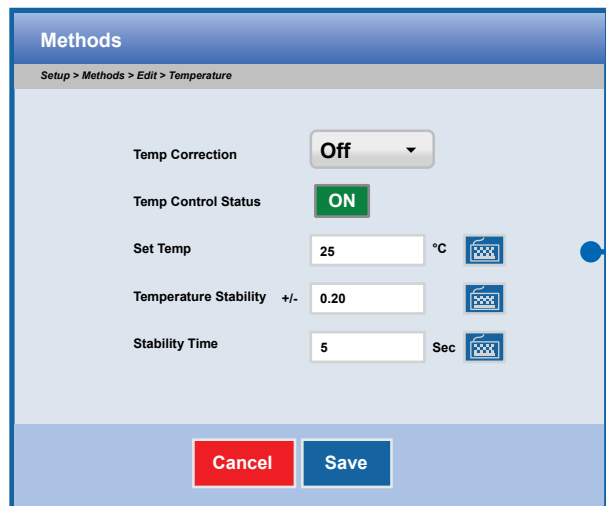 Methods
Setup > Methods > Edit > Temperature
Temp Correction Off
Temp Control Status ON
Set Temp 25 °C
Temperature Stability +/- 0.20
Stability Time 5 Sec
Cancel Save